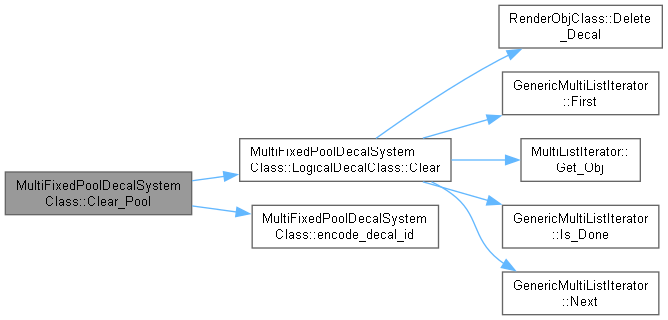 MultiFixedPoolDecalSystem
Class::Clear_Pool
MultiFixedPoolDecalSystem
Class::LogicalDecalClass::Clear
MultiFixedPoolDecalSystem
Class::encode_decal_id
RenderObjClass::Delete
_Decal
GenericMultiListIterator
::First
MultiListIterator::
Get_Obj
GenericMultiListIterator
::Is_Done
GenericMultiListIterator
::Next